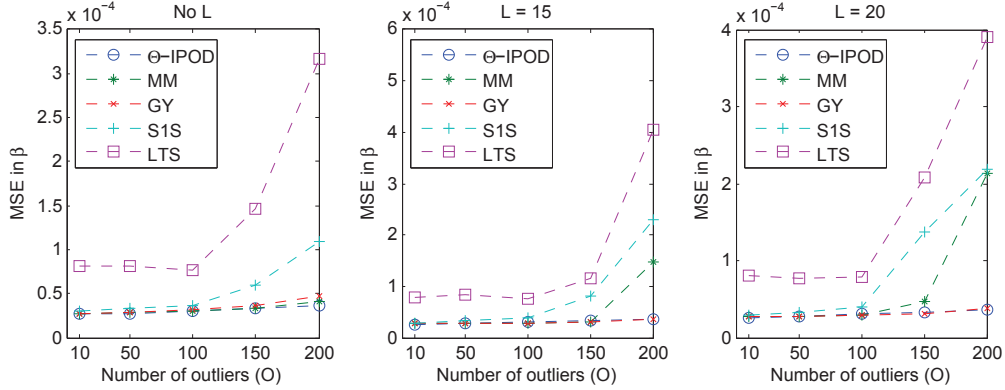 No L
x 10⁻⁴
3.5
3
2.5
2
1.5
1
0.5
0
MSE in β
Θ−IPOD
MM
GY
S1S
LTS
10 50 100 150 200
Number of outliers (O)
L = 15
x 10⁻⁴
6
5
4
3
2
1
0
MSE in β
Θ−IPOD
MM
GY
S1S
LTS
10 50 100 150 200
Number of outliers (O)
L = 20
x 10⁻⁴
4
3
2
1
0
MSE in β
Θ−IPOD
MM
GY
S1S
LTS
10 50 100 150 200
Number of outliers (O)